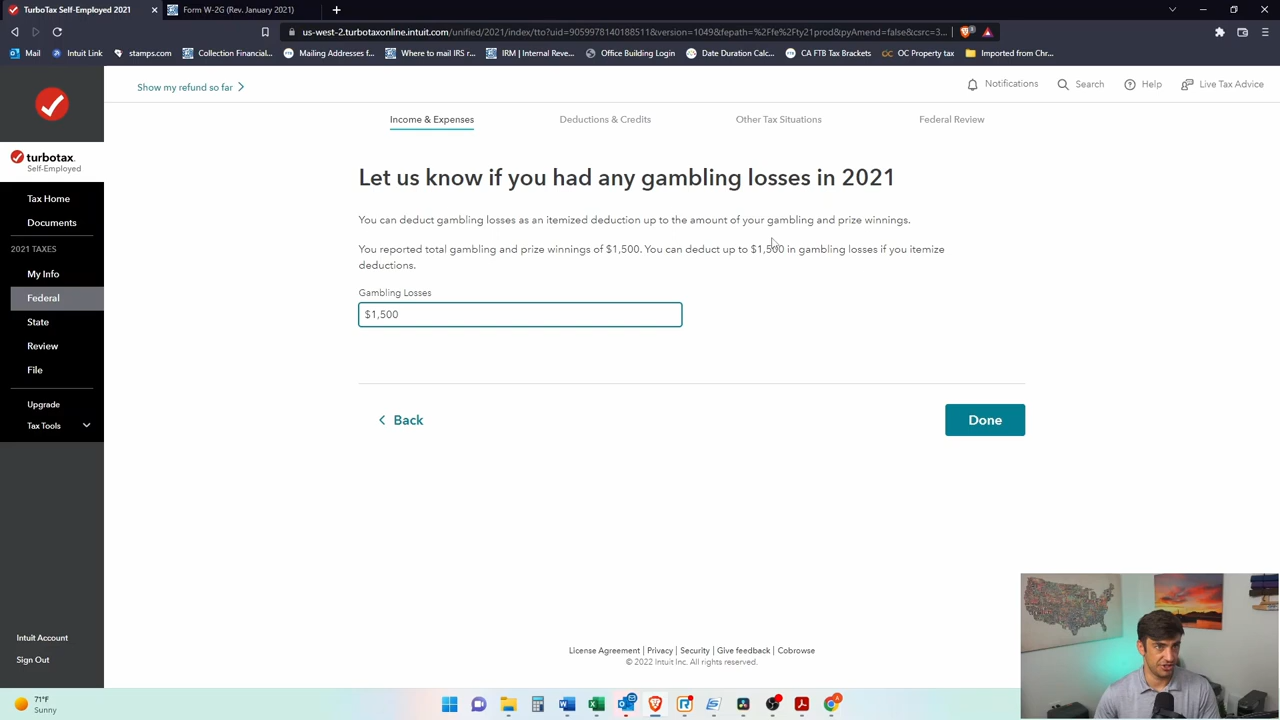 TurboTax Self-Employed 2021
Form W-2G (Rev. January 2021)
us-west-2.turbotaxonline.intuit.com/unified/2021/index/tto?uid=9059978140185511&version=1049&fepath=%2Ffe%2Fty21prod&pyAmend=false&csrc=3...
Mail
Intuit Link
stamps.com
Collection Financial...
Mailing Addresses f...
Where to mail IRS r...
IRM | Internal Reve...
Office Building Login
Date Duration Calc...
CA FTB Tax Brackets
OC Property tax
Imported from Chr...
Show my refund so far
Notifications
Search
Help
Live Tax Advice
Income & Expenses
Deductions & Credits
Other Tax Situations
Federal Review
turbotax
Self-Employed
Tax Home
Documents
2021 TAXES
My Info
Federal
State
Review
File
Upgrade
Tax Tools
Intuit Account
Sign Out
Let us know if you had any gambling losses in 2021
You can deduct gambling losses as an itemized deduction up to the amount of your gambling and prize winnings.
You reported total gambling and prize winnings of $1,500. You can deduct up to $1,500 in gambling losses if you itemize
deductions.
Gambling Losses
$1,500
Back
Done
License Agreement | Privacy | Security | Give feedback | Cobrowse
© 2022 Intuit Inc. All rights reserved.
71°F
Sunny